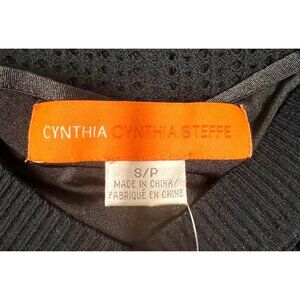 CYNTHIA CYNTHIA STEFFE
S/P
MADE IN CHINA/
FABRIQUÉ EN CHINE